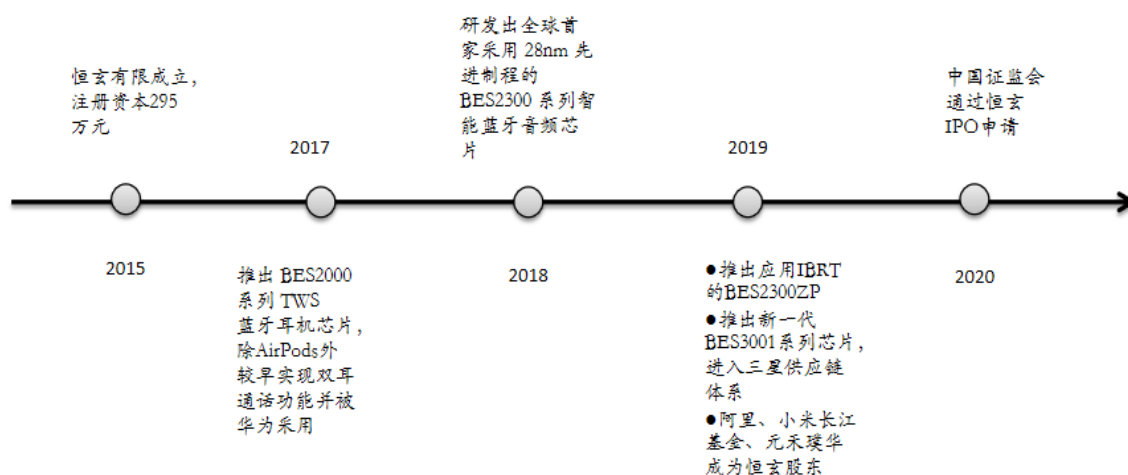 恒玄有限成立，
注册资本295
万元
2015
2017
推出 BES2000
系列 TWS
蓝牙耳机芯片，
除AirPods外
较早实现双耳
通话功能并被
华为采用
研发出全球首
家采用 28nm 先
进制程的
BES2300 系列智
能蓝牙音频芯
片
2018
2019
●推出应用IBRT
的BES2300ZP
●推出新一代
BES3001系列芯片，
进入三星供应链
体系
●阿里、小米长江
基金、元禾璞华
成为恒玄股东
中国证监会
通过恒玄
IPO申请
2020